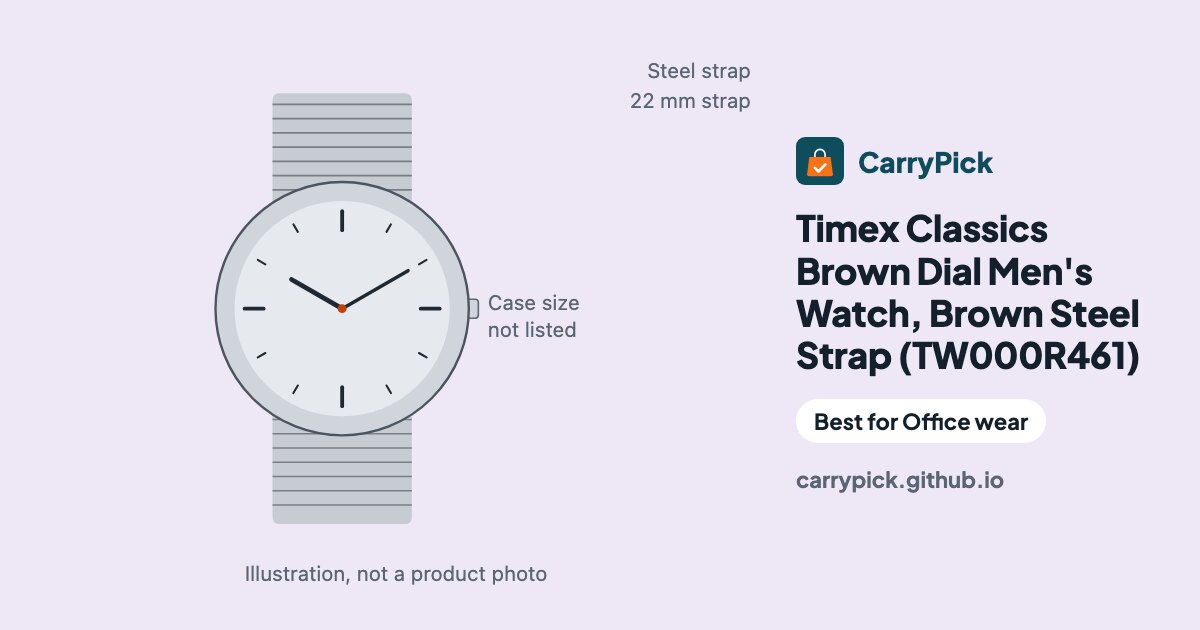 Steel strap
22 mm strap
Case size
not listed
Illustration, not a product photo
CarryPick
Timex Classics
Brown Dial Men's
Watch, Brown Steel
Strap (TW000R461)
Best for Office wear
carrypick.github.io